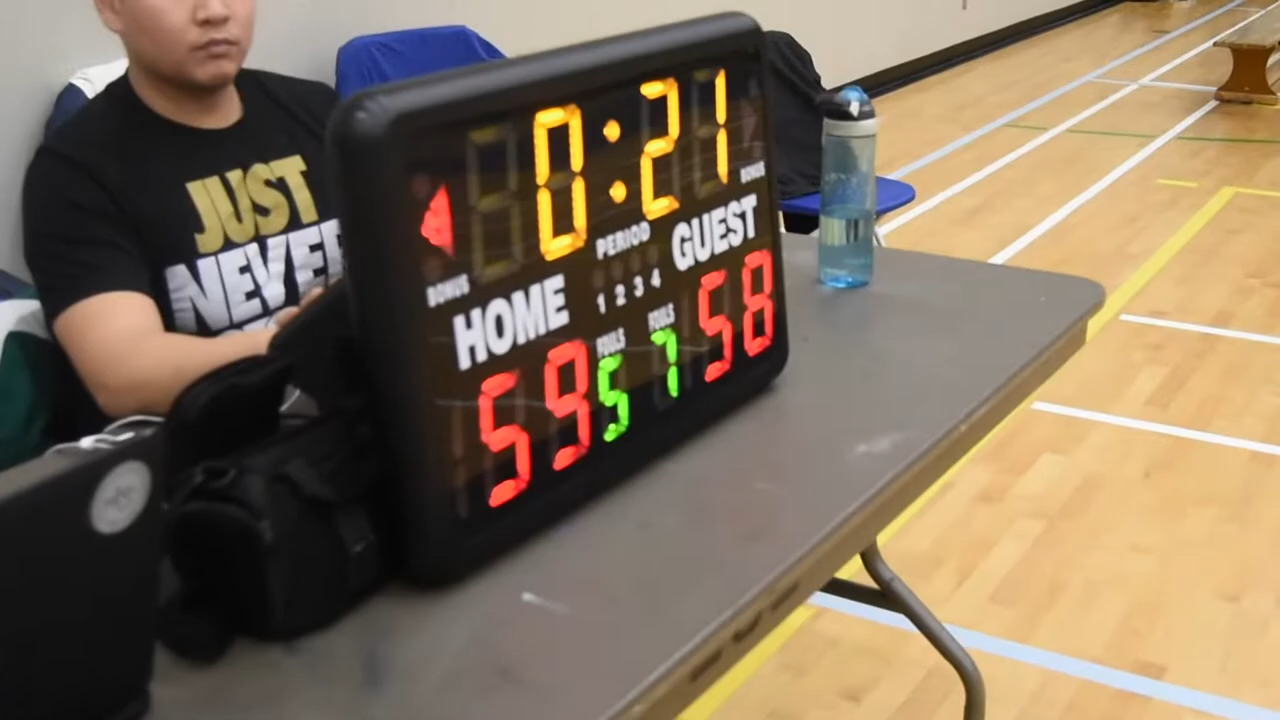 JUST
NEVER
0:21
BONUS
BONUS
PERIOD
1 2 3 4
HOME
GUEST
FOULS
FOULS
59
5
7
58